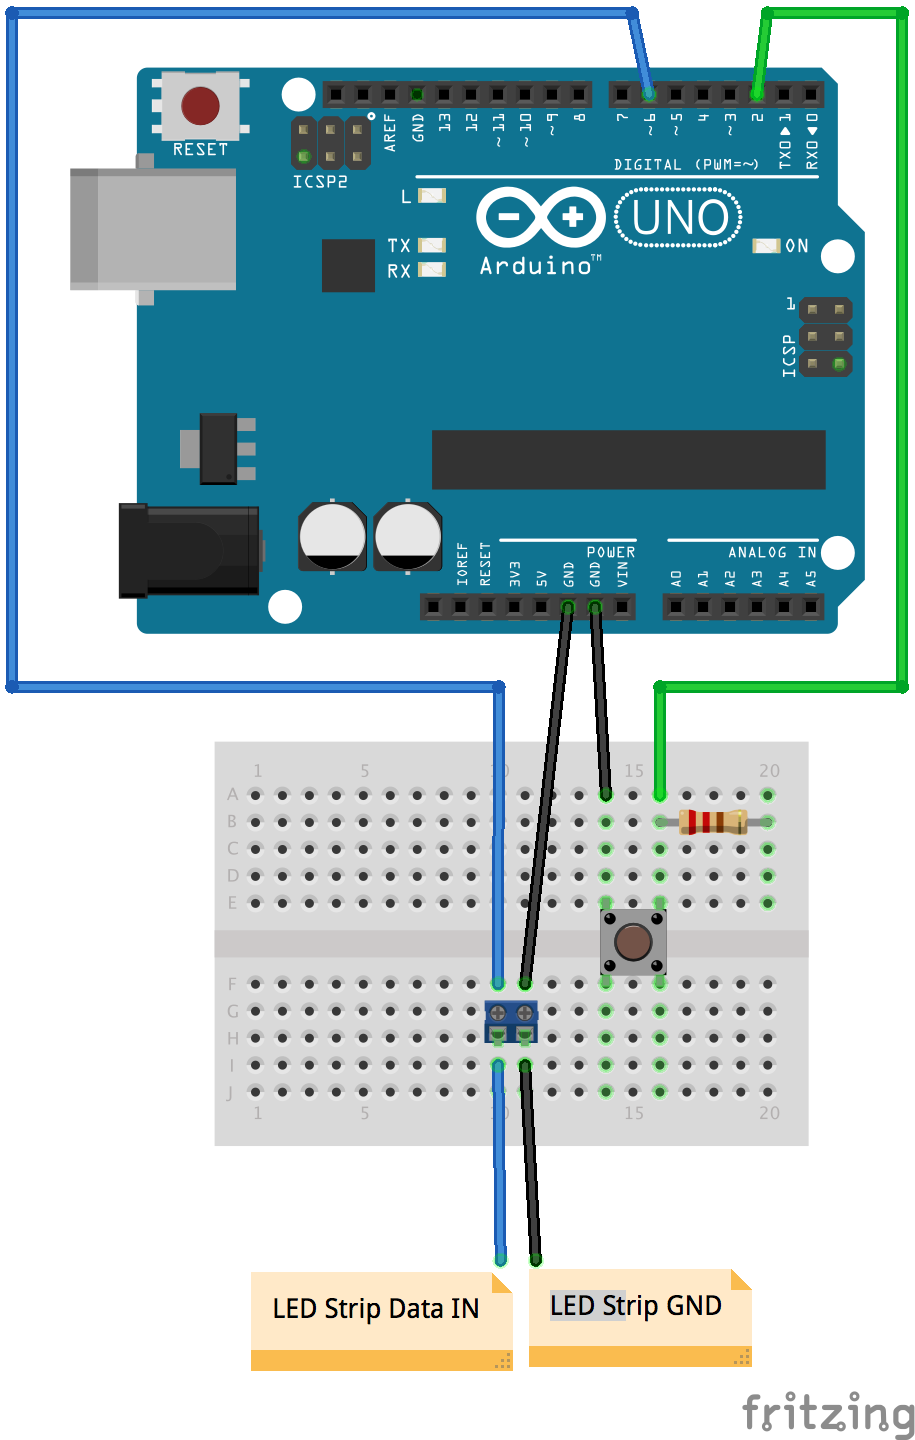 RESET
ICSP2
AREF
GND
13
12
~11
~10
~9
8
7
~6
~5
4
~3
2
TX0▶1
RX0◀0
DIGITAL (PWM=~)
L
TX
RX
UNO
Arduino™
ON
1
ICSP
IOREF
RESET
3V3
5V
GND
GND
VIN
POWER
ANALOG IN
A0
A1
A2
A3
A4
A5
1 5 10 15 20
A
B
C
D
E
F
G
H
I
J
1 5 10 15 20
LED Strip Data IN
LED Strip GND
fritzing